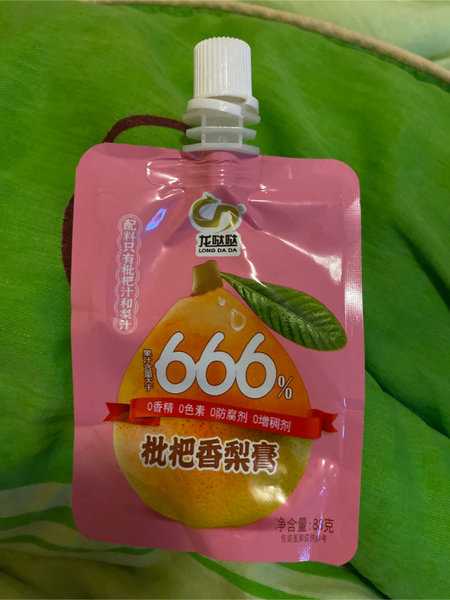 龙哒哒
LONG DA DA
配料只有枇杷汁和梨汁
果汁含量大于
666%
0香精 0色素 0防腐剂 0增稠剂
枇杷香梨膏
净含量:88克